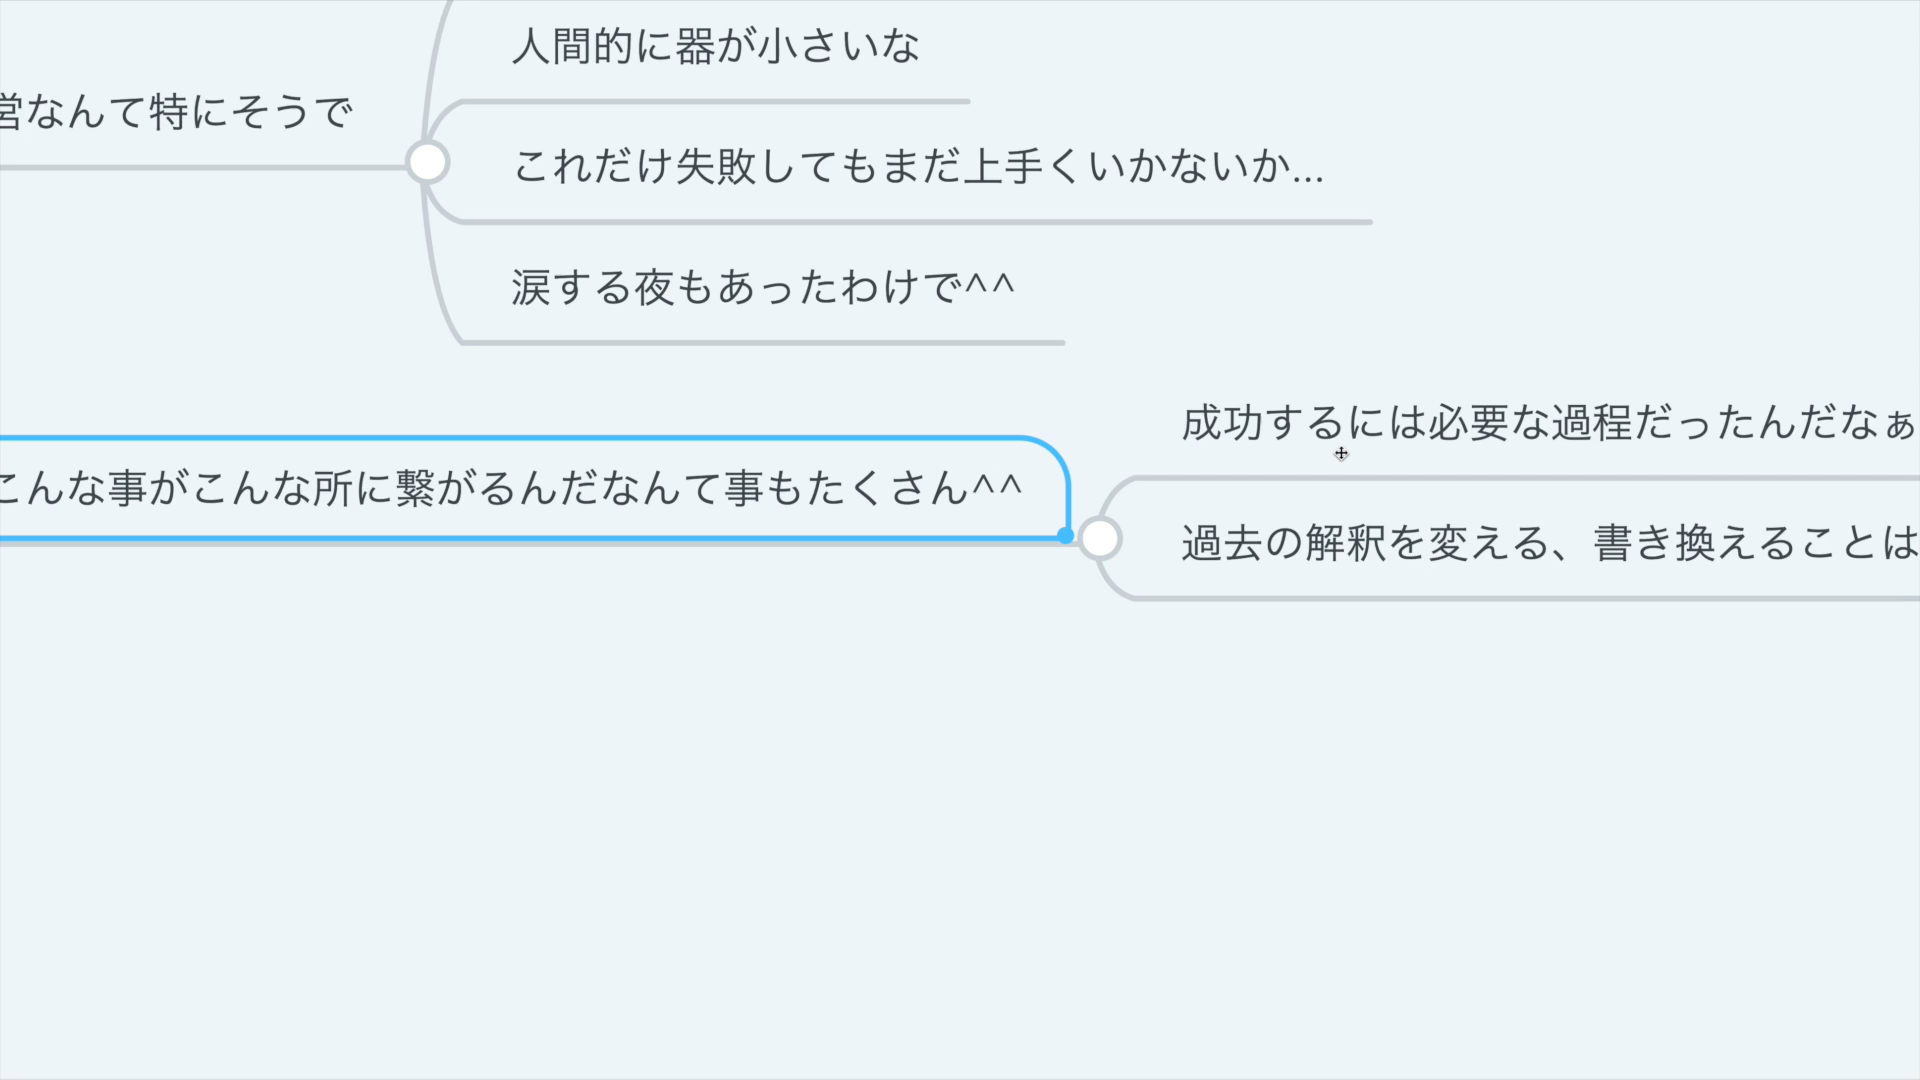 人間的に器が小さいな
営なんて特にそうで
これだけ失敗してもまだ上手くいかないか...
涙する夜もあったわけで^^
成功するには必要な過程だったんだなぁ
こんな事がこんな所に繋がるんだなんて事もたくさん^^
過去の解釈を変える、書き換えることは